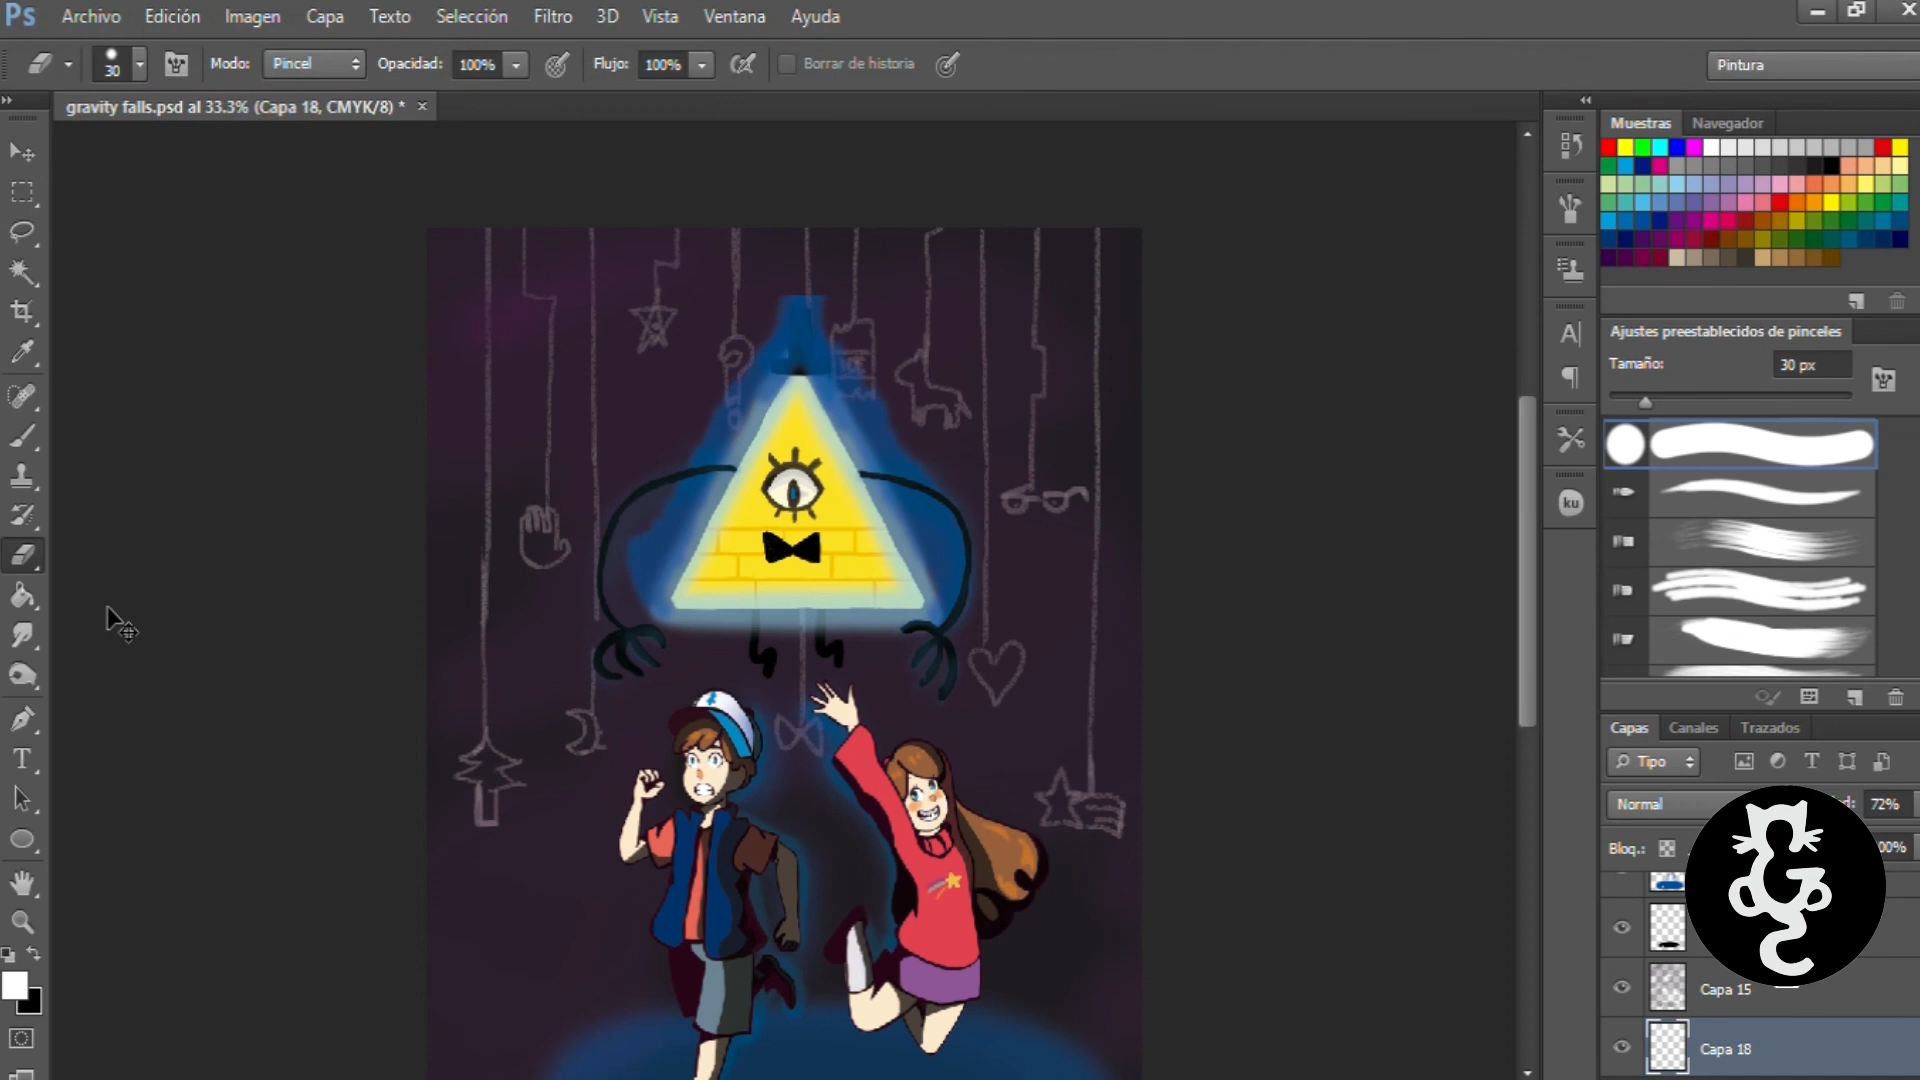 Ps Archivo Edición Imagen Capa Texto Selección Filtro 3D Vista Ventana Ayuda
30 Modo: Pincel Opacidad: 100% Flujo: 100% Borrar de historia Pintura
gravity falls.psd al 33.3% (Capa 18, CMYK/8) * ×
Muestras Navegador
Ajustes preestablecidos de pinceles
Tamaño: 30 px
ku
Capas Canales Trazados
Tipo
Normal 72%
Bloq.:
Capa 15
Capa 18